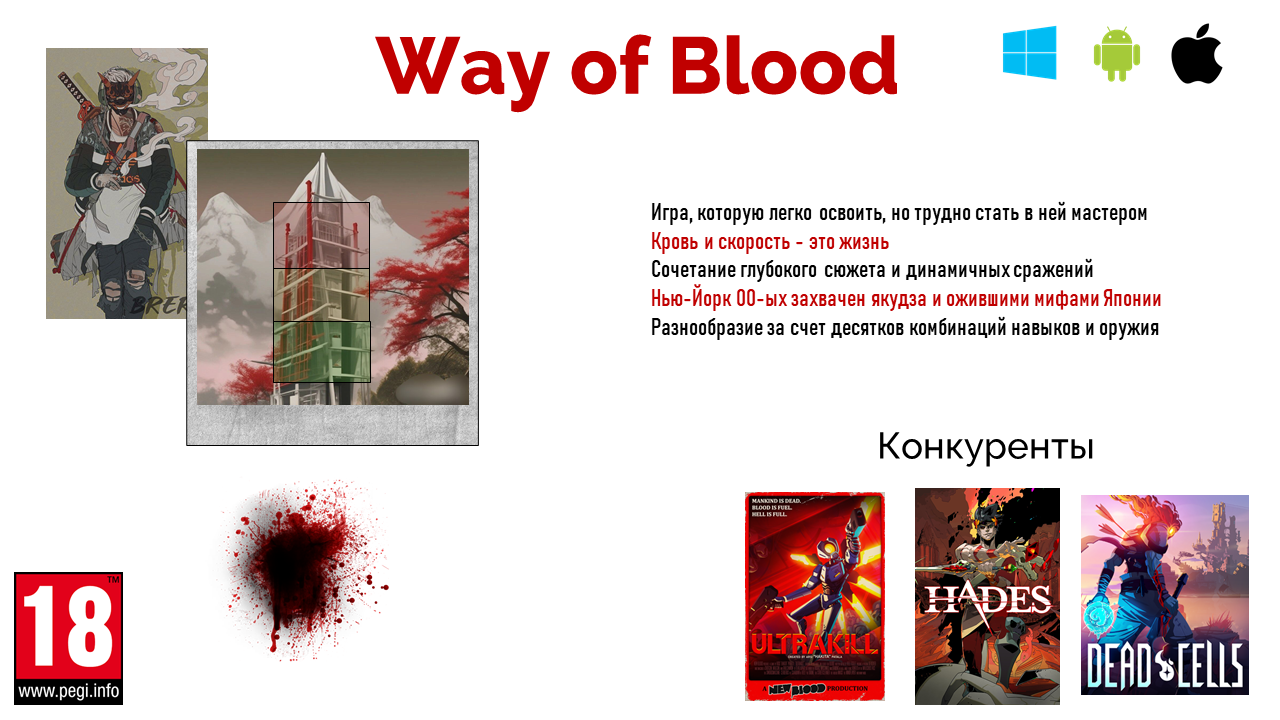 Way of Blood
BRER
Игра, которую легко освоить, но трудно стать в ней мастером
Кровь и скорость - это жизнь
Сочетание глубокого сюжета и динамичных сражений
Нью-Йорк 00-ых захвачен якудза и ожившими мифами Японии
Разнообразие за счет десятков комбинаций навыков и оружия
Конкуренты
MANKIND IS DEAD.
BLOOD IS FUEL.
HELL IS FULL.
ULTRAKILL
A NEW BLOOD PRODUCTION
HADES
DEAD CELLS
18 TM
www.pegi.info